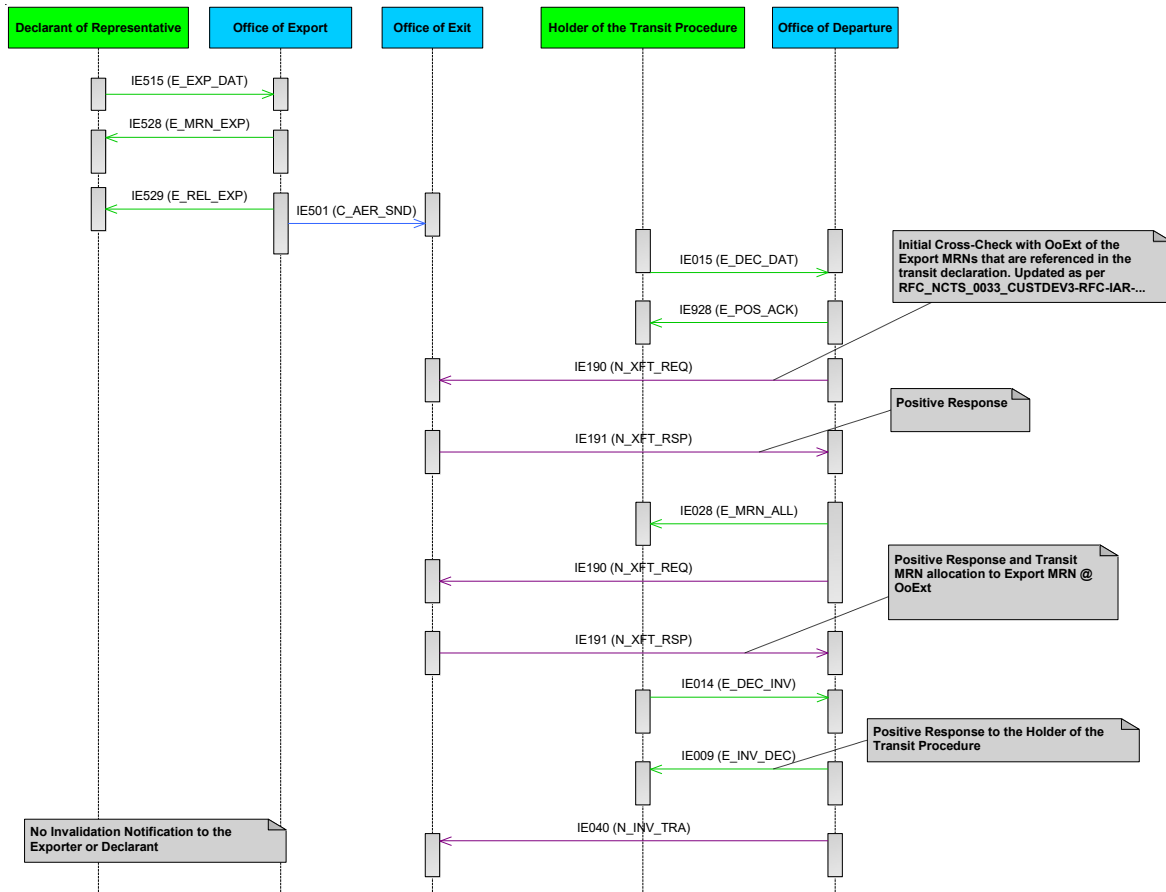 Declarant of Representative
Office of Export
Office of Exit
Holder of the Transit Procedure
Office of Departure
IE515 (E_EXP_DAT)
IE528 (E_MRN_EXP)
IE529 (E_REL_EXP)
IE501 (C_AER_SND)
Initial Cross-Check with OoExt of the
Export MRNs that are referenced in the
transit declaration. Updated as per
RFC_NCTS_0033_CUSTDEV3-RFC-IAR-...
IE015 (E_DEC_DAT)
IE928 (E_POS_ACK)
IE190 (N_XFT_REQ)
Positive Response
IE191 (N_XFT_RSP)
IE028 (E_MRN_ALL)
Positive Response and Transit
MRN allocation to Export MRN @
OoExt
IE190 (N_XFT_REQ)
IE191 (N_XFT_RSP)
IE014 (E_DEC_INV)
Positive Response to the Holder of the
Transit Procedure
IE009 (E_INV_DEC)
No Invalidation Notification to the
Exporter or Declarant
IE040 (N_INV_TRA)